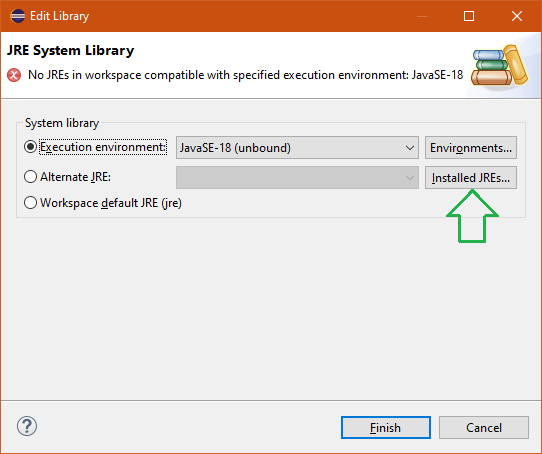 Edit Library
JRE System Library
No JREs in workspace compatible with specified execution environment: JavaSE-18
System library
Execution environment: JavaSE-18 (unbound) Environments...
Alternate JRE: Installed JREs...
Workspace default JRE (jre)
? Finish Cancel